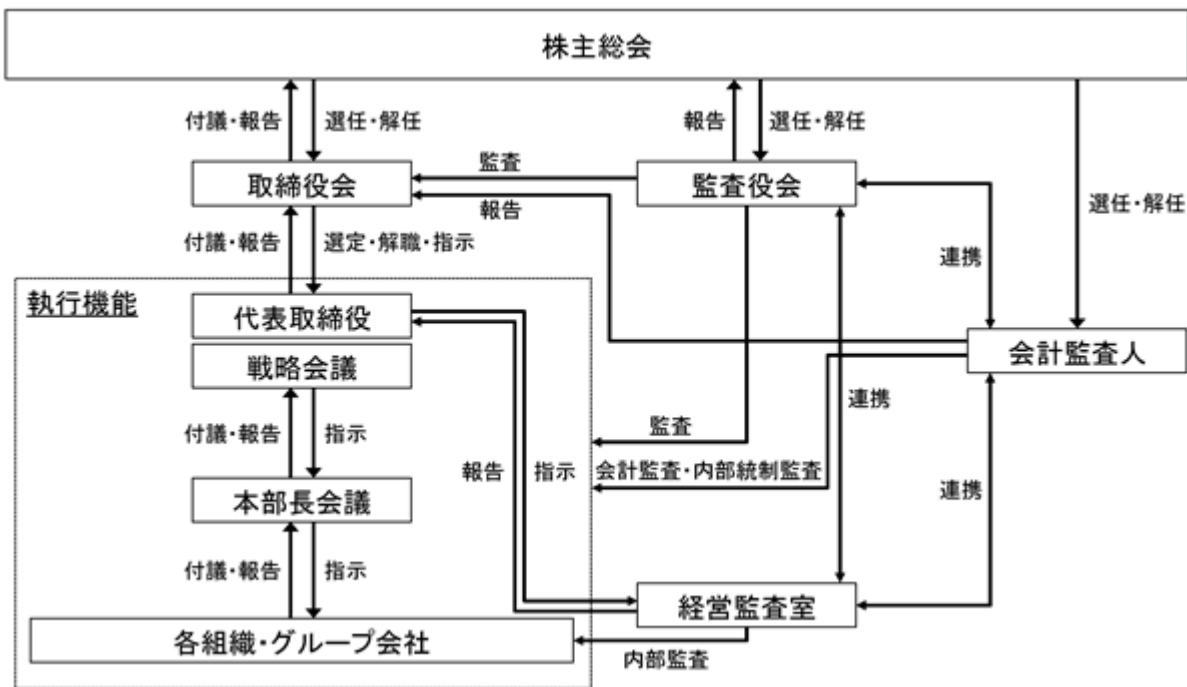 株主総会
付議・報告
選任・解任
報告
選任・解任
監査
取締役会
監査役会
報告
選任・解任
付議・報告
選定・解職・指示
連携
執行機能
代表取締役
会計監査人
戦略会議
連携
監査
付議・報告
指示
報告
指示
会計監査・内部統制監査
連携
本部長会議
付議・報告
指示
経営監査室
各組織・グループ会社
内部監査